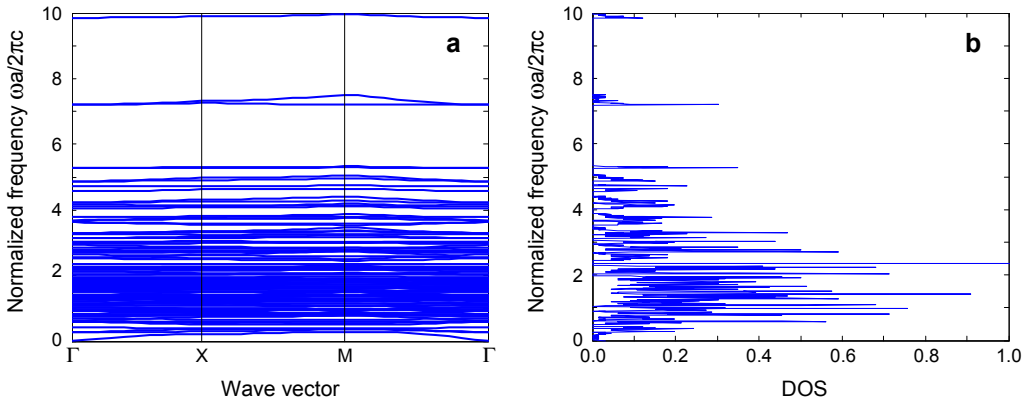 10
8
6
4
2
0
Normalized frequency ωa/2πc
a
Γ
X
M
Γ
Wave vector
10
8
6
4
2
0
Normalized frequency ωa/2πc
b
0.0
0.2
0.4
0.6
0.8
1.0
DOS